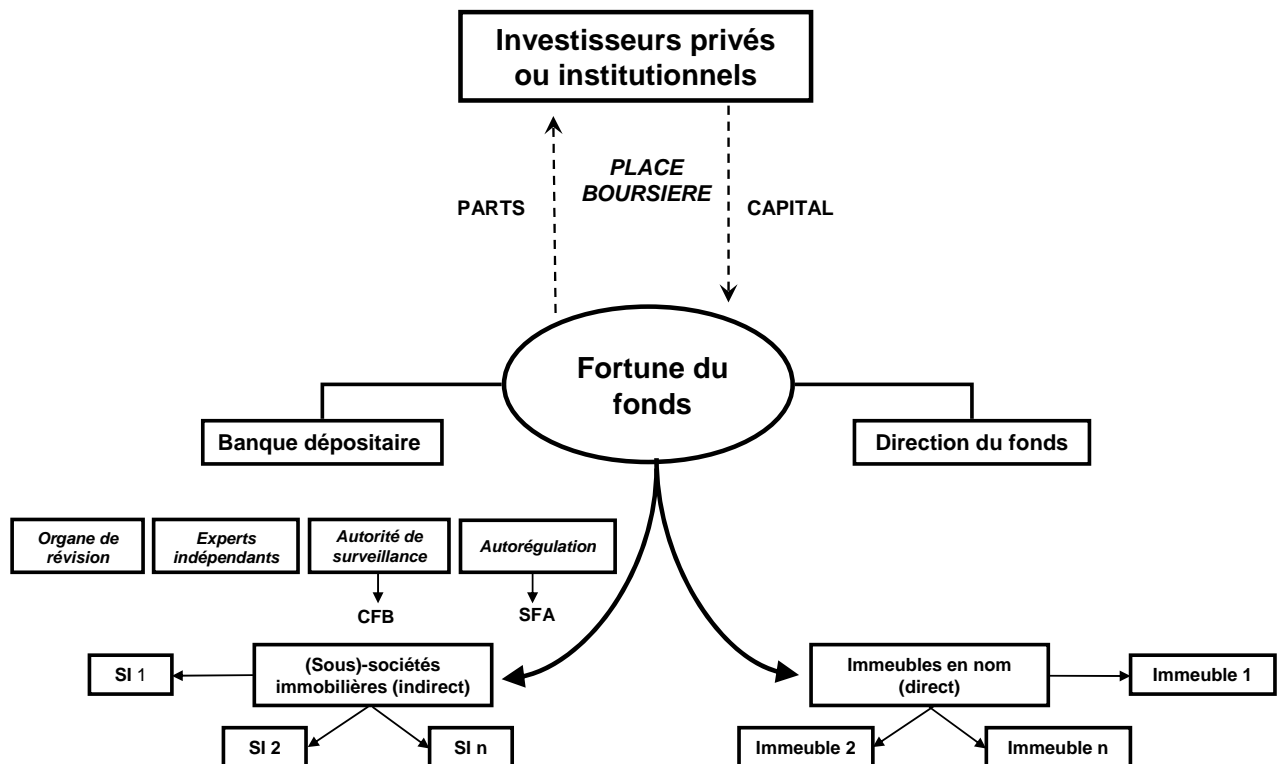 Investisseurs privés
ou institutionnels
PLACE
BOURSIERE
PARTS
CAPITAL
Fortune du
fonds
Banque dépositaire
Direction du fonds
Organe de
révision
Experts
indépendants
Autorité de
surveillance
Autorégulation
CFB
SFA
(Sous)-sociétés
immobilières (indirect)
SI 1
SI 2
SI n
Immeubles en nom
(direct)
Immeuble 1
Immeuble 2
Immeuble n